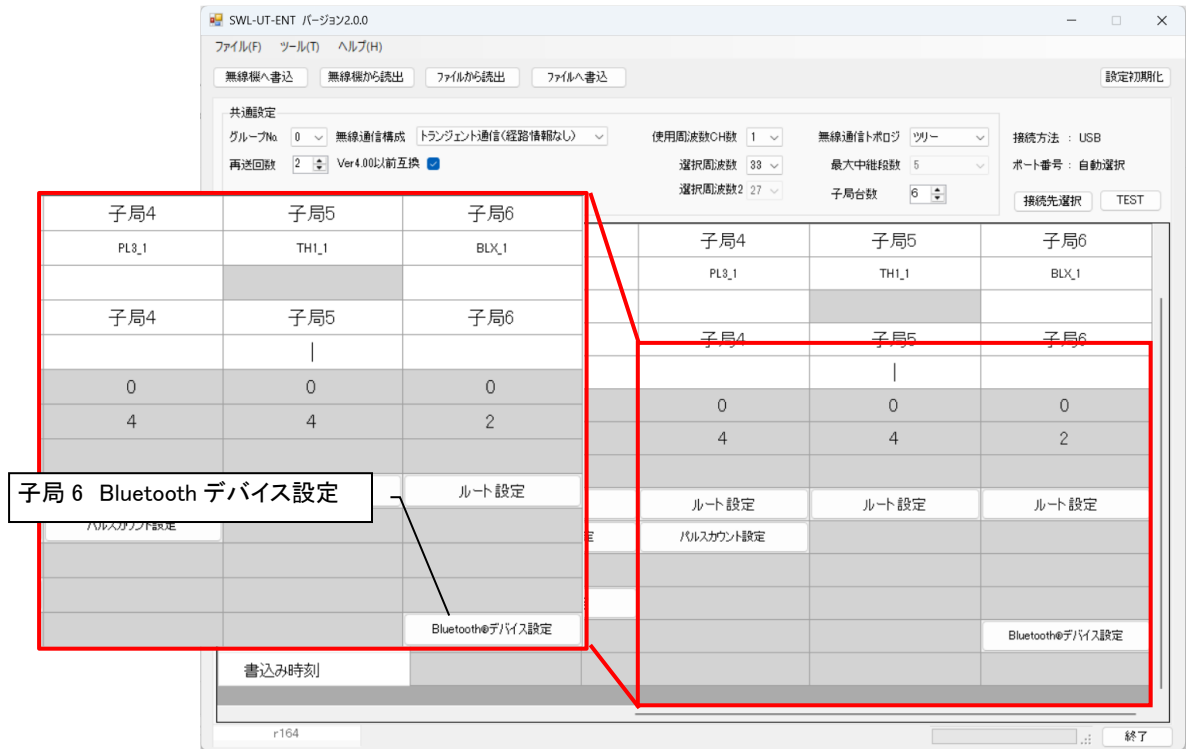 SWL-UT-ENT バージョン2.0.0
ファイル(F) ツール(T) ヘルプ(H)
無線機へ書込 無線機から読出 ファイルから読出 ファイルへ書込 設定初期化
共通設定
グループNo. 0 無線通信構成 トランジェント通信(経路情報なし) 使用周波数CH数 1 無線通信トポロジ ツリー 接続方法 : USB
再送回数 2 Ver4.00以前互換 選択周波数 33 最大中継段数 5 ポート番号 : 自動選択
選択周波数2 27 子局台数 6 接続先選択 TEST
子局4 子局5 子局6
PL3_1 TH1_1 BLX_1
子局4 子局5 子局6
0 0 0
4 4 2
ルート設定
子局 6 Bluetooth デバイス設定
パルスカウント設定
Bluetooth®デバイス設定
子局4 子局5 子局6
PL3_1 TH1_1 BLX_1
子局4 子局5 子局6
0 0 0
4 4 2
ルート設定 ルート設定 ルート設定
定 パルスカウント設定
Bluetooth®デバイス設定
書込み時刻
r164 終了